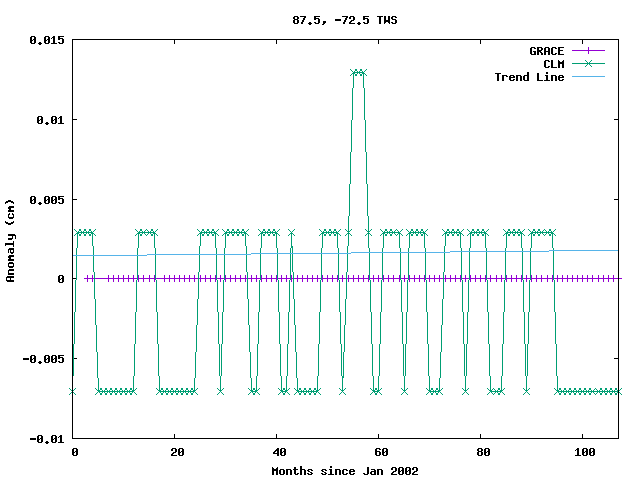 87.5, -72.5 TWS
GRACE
CLM
Trend Line
0.015
0.01
0.005
0
-0.005
-0.01
Anomaly (cm)
0 20 40 60 80 100
Months since Jan 2002